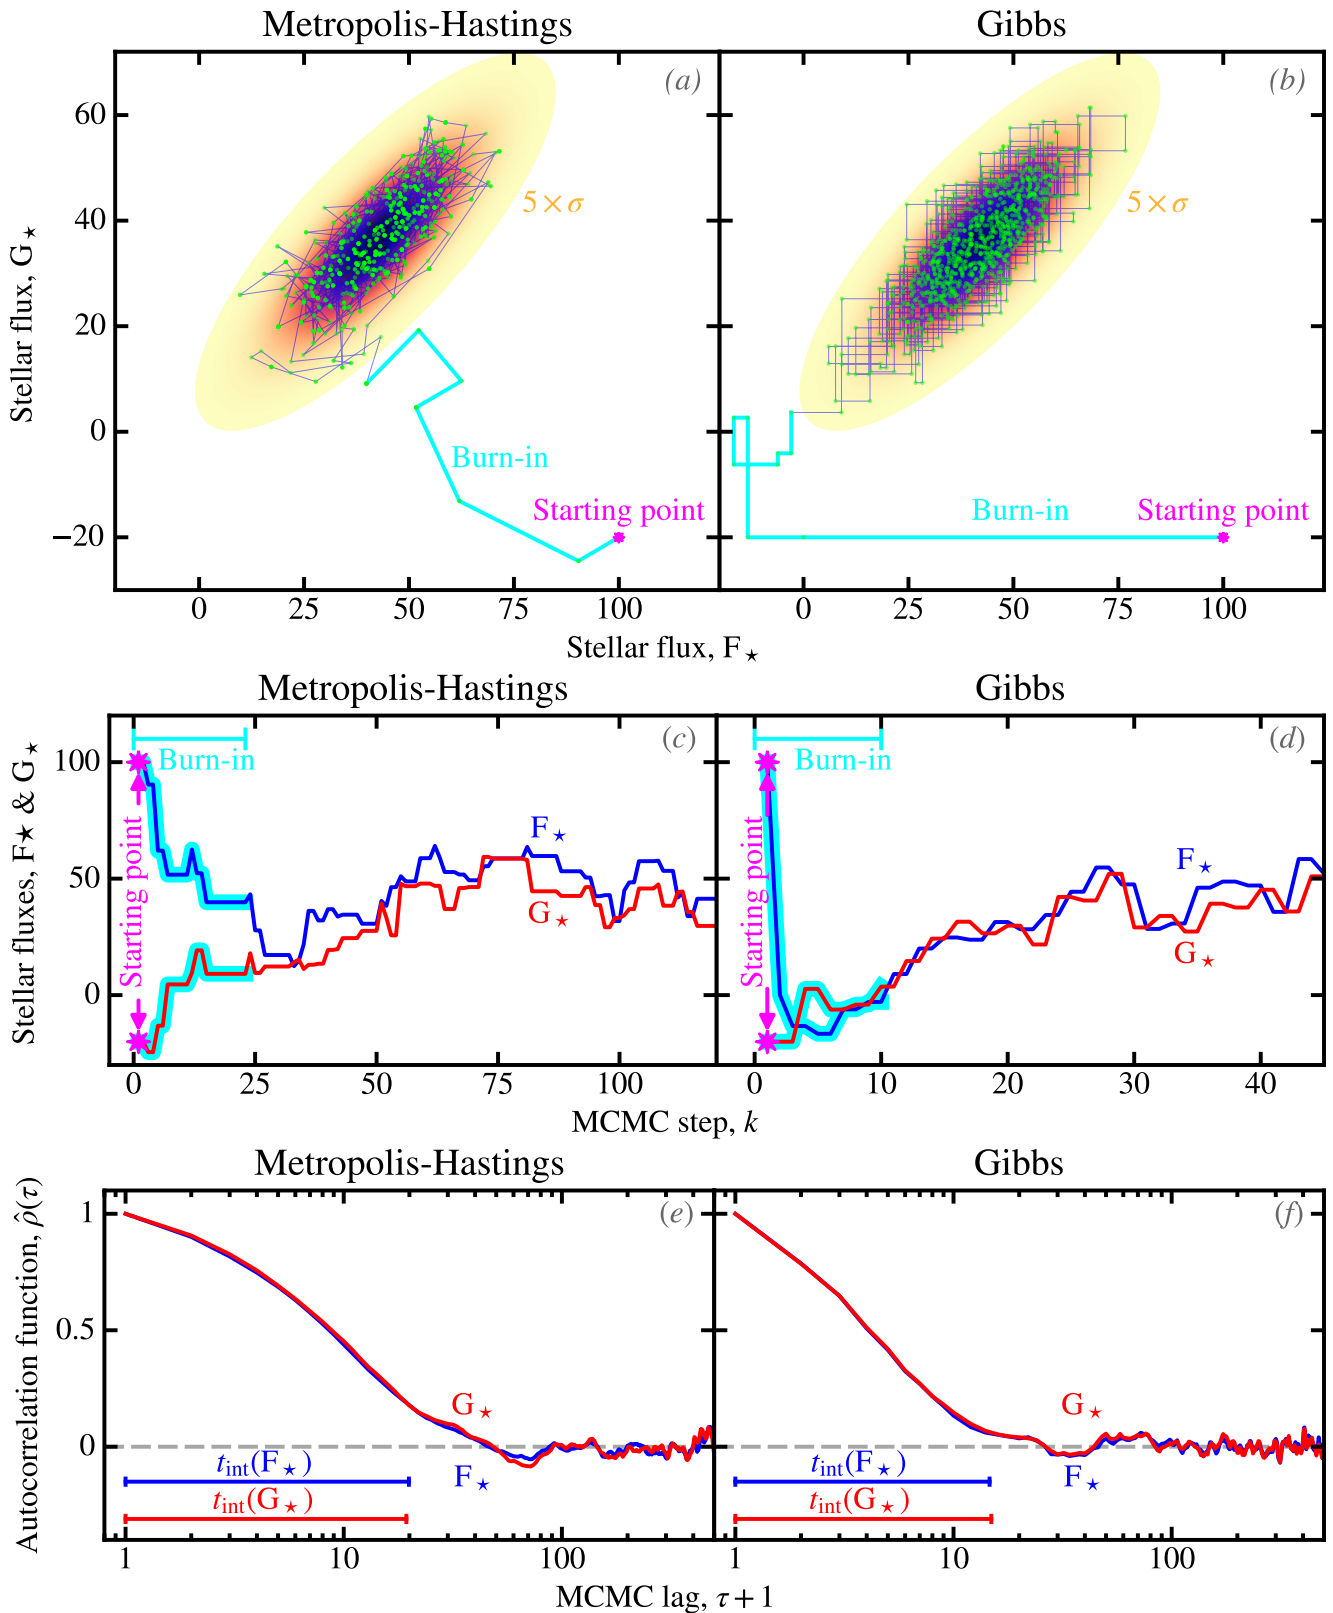 Metropolis-Hastings
Gibbs
(a)
(b)
60
40
20
0
−20
Stellar flux, G⋆
5×σ
5×σ
Burn-in
Starting point
Burn-in
Starting point
0 25 50 75 100
0 25 50 75 100
Stellar flux, F⋆
Metropolis-Hastings
Gibbs
(c)
(d)
100
50
0
Stellar fluxes, F★ & G⋆
Burn-in
Starting point
F⋆
G⋆
Burn-in
Starting point
F⋆
G⋆
0 25 50 75 100
0 10 20 30 40
MCMC step, k
Metropolis-Hastings
Gibbs
(e)
(f)
1
0.5
0
Autocorrelation function, ρ̂(τ)
G⋆
F⋆
t_int(F⋆)
t_int(G⋆)
G⋆
F⋆
t_int(F⋆)
t_int(G⋆)
1 10 100
1 10 100
MCMC lag, τ + 1